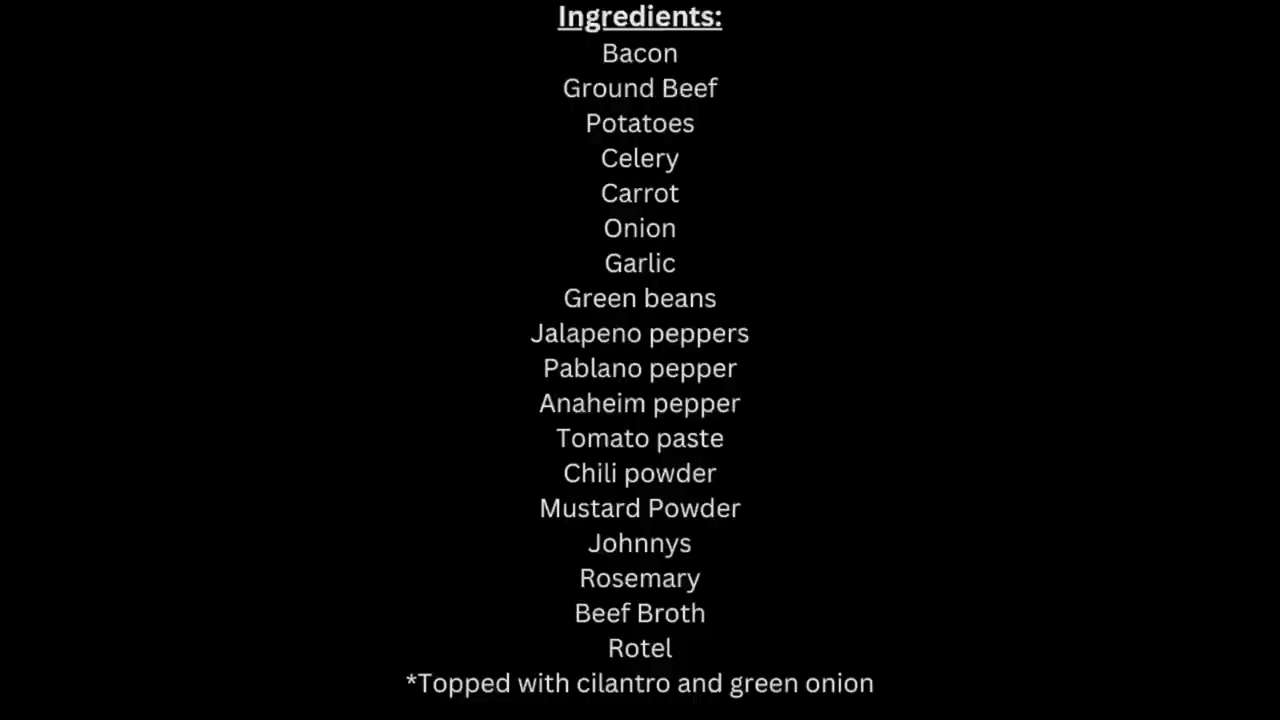 Ingredients:
Bacon
Ground Beef
Potatoes
Celery
Carrot
Onion
Garlic
Green beans
Jalapeno peppers
Pablano pepper
Anaheim pepper
Tomato paste
Chili powder
Mustard Powder
Johnnys
Rosemary
Beef Broth
Rotel
*Topped with cilantro and green onion